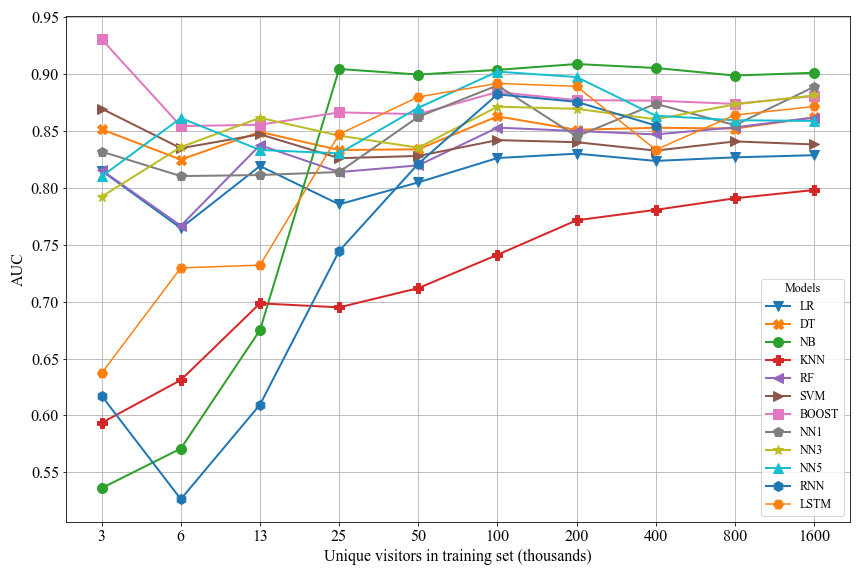 0.95
0.90
0.85
0.80
0.75
0.70
0.65
0.60
0.55
AUC
3 6 13 25 50 100 200 400 800 1600
Unique visitors in training set (thousands)
Models
LR
DT
NB
KNN
RF
SVM
BOOST
NN1
NN3
NN5
RNN
LSTM